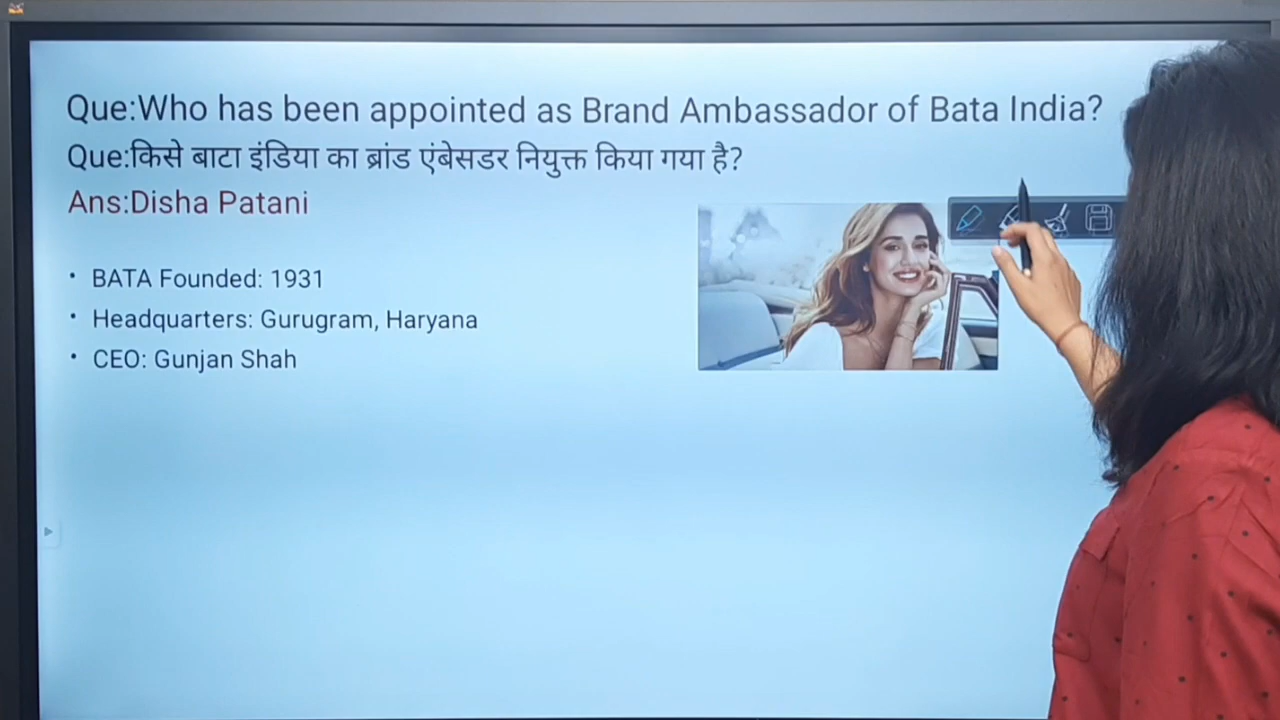 Que:Who has been appointed as Brand Ambassador of Bata India?
Que:किसे बाटा इंडिया का ब्रांड एंबेसडर नियुक्त किया गया है?
Ans:Disha Patani
• BATA Founded: 1931
• Headquarters: Gurugram, Haryana
• CEO: Gunjan Shah